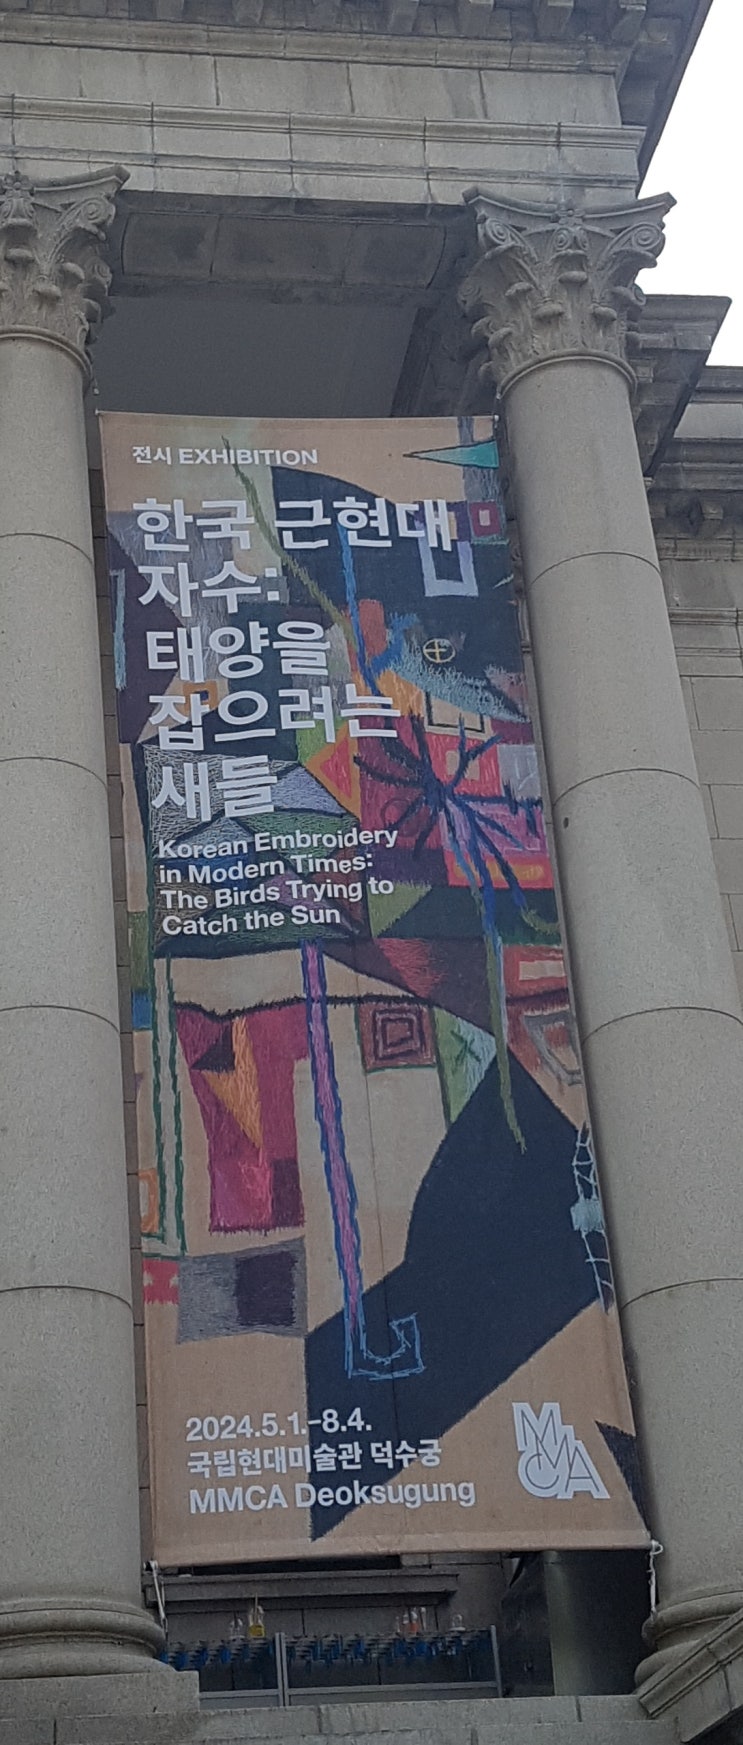 전시 EXHIBITION
한국 근현대
자수:
태양을
잡으려는
새들
Korean Embroidery
in Modern Times:
The Birds Trying to
Catch the Sun
2024.5.1.-8.4.
국립현대미술관 덕수궁
MMCA Deoksugung
MMCA